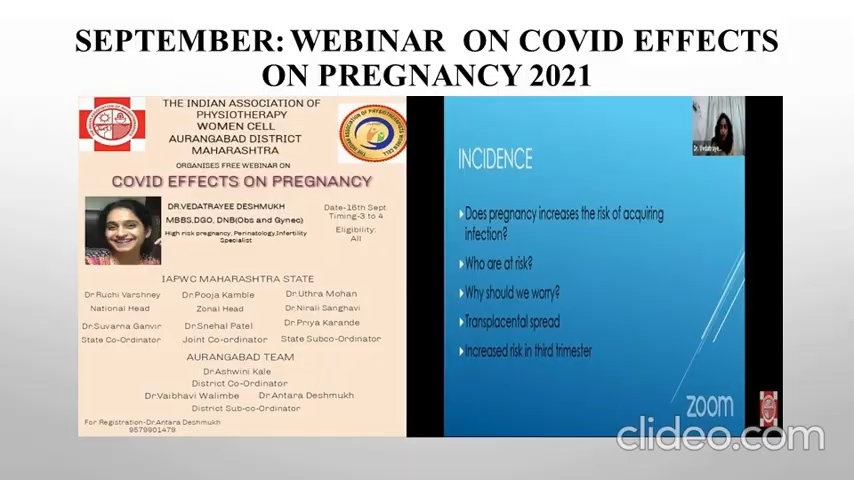 SEPTEMBER: WEBINAR ON COVID EFFECTS
ON PREGNANCY 2021
THE INDIAN ASSOCIATION OF
PHYSIOTHERAPY
WOMEN CELL
AURANGABAD DISTRICT
MAHARASHTRA
ORGANISES FREE WEBINAR ON
COVID EFFECTS ON PREGNANCY
DR.VEDATRAYEE DESHMUKH
MBBS,DGO, DNB(Obs and Gynec)
High risk pregnancy, Perinatology,Infertility
Specialist
Date-16th Sept
Timing-3 to 4
Eligibility:
All
IAPWC MAHARASHTRA STATE
Dr.Ruchi Varshney Dr.Pooja Kamble Dr.Uthra Mohan
National Head Zonal Head Dr.Nirali Sanghavi
Dr.Suvarna Ganvir Dr.Snehal Patel Dr.Priya Karande
State Co-Ordinator Joint Co-ordinator State Subco-Ordinator
AURANGABAD TEAM
Dr.Ashwini Kale
District Co-Ordinator
Dr.Vaibhavi Walimbe Dr.Antara Deshmukh
District Sub-co-Ordinator
For Registration-Dr.Antara Deshmukh
9579901479
INCIDENCE
Does pregnancy increases the risk of acquiring
infection?
Who are at risk?
Why should we worry?
Transplacental spread
Increased risk in third trimester
Dr. Vedatraye...
zoom
clideo.com